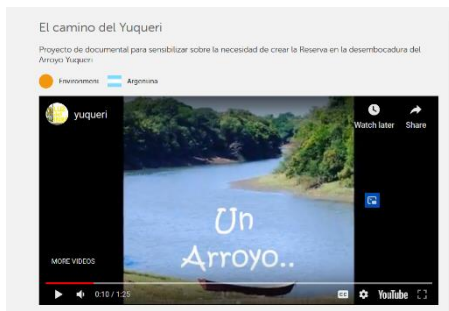 El camino del Yuqueri
Proyecto de documental para sensibilizar sobre la necesidad de crear la Reserva en la desembocadura del
Arroyo Yuqueri
Environment Argentina
yuqueri
Watch later Share
Un
Arroyo..
MORE VIDEOS
0:10 / 1:25 CC YouTube